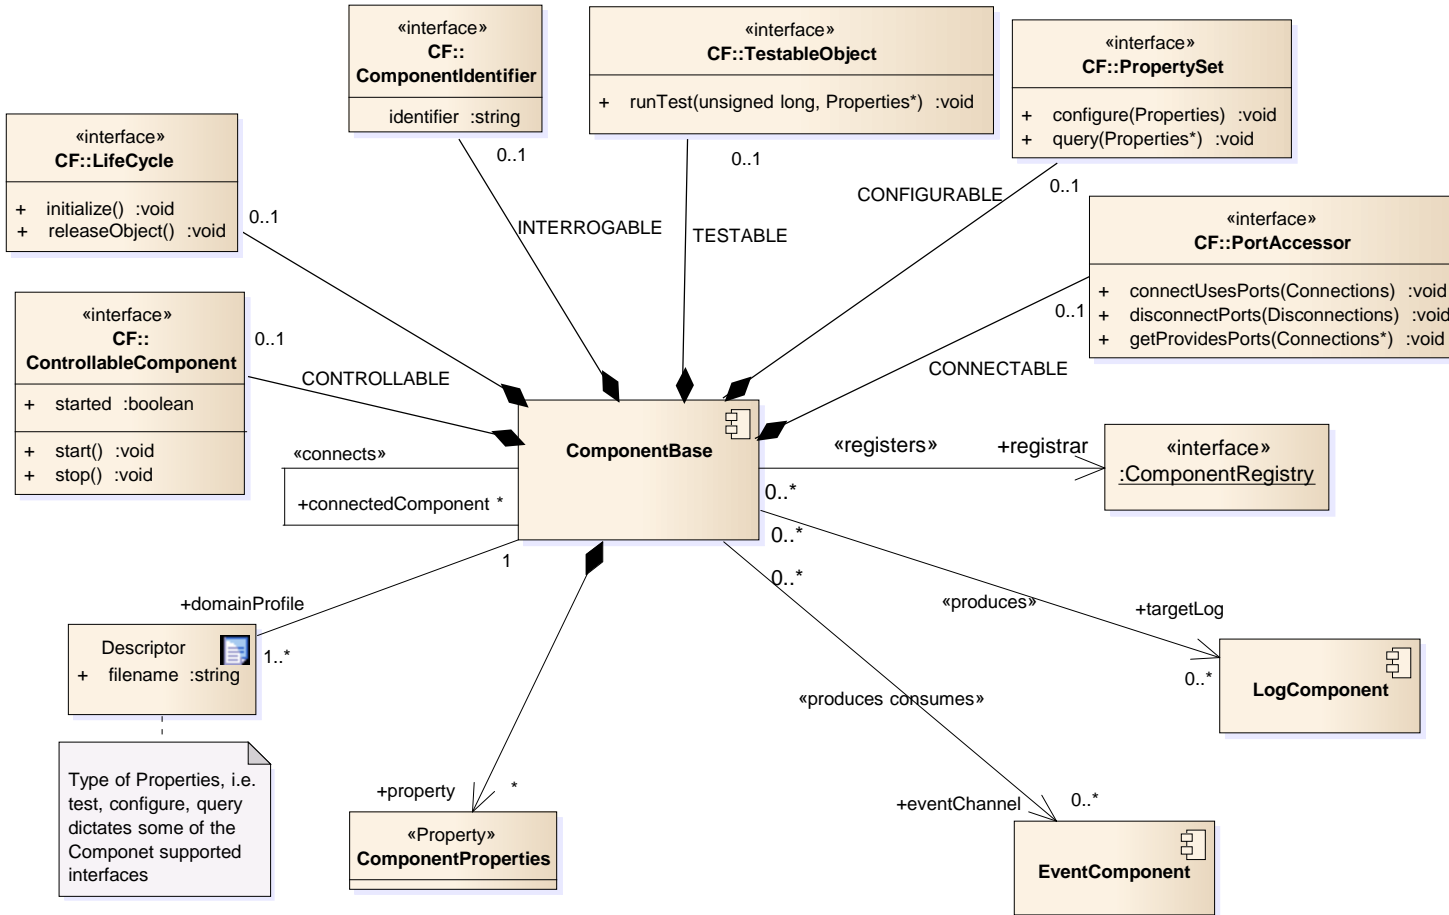 «interface»
CF::
ComponentIdentifier
identifier :string
0..1
«interface»
CF::TestableObject
+ runTest(unsigned long, Properties*) :void
0..1
«interface»
CF::PropertySet
+ configure(Properties) :void
+ query(Properties*) :void
0..1
«interface»
CF::LifeCycle
+ initialize() :void
+ releaseObject() :void
0..1
INTERROGABLE
TESTABLE
CONFIGURABLE
«interface»
CF::PortAccessor
+ connectUsesPorts(Connections) :void
+ disconnectPorts(Disconnections) :void
+ getProvidesPorts(Connections*) :void
0..1
CONNECTABLE
«interface»
CF::
ControllableComponent
+ started :boolean
+ start() :void
+ stop() :void
0..1
CONTROLLABLE
ComponentBase
«connects»
+connectedComponent *
«registers»
+registrar
0..*
«interface»
:ComponentRegistry
0..*
0..*
1
+domainProfile
1..*
Descriptor
+ filename :string
Type of Properties, i.e.
test, configure, query
dictates some of the
Componet supported
interfaces
«produces»
+targetLog
0..*
LogComponent
«produces consumes»
+eventChannel
0..*
EventComponent
+property
*
«Property»
ComponentProperties